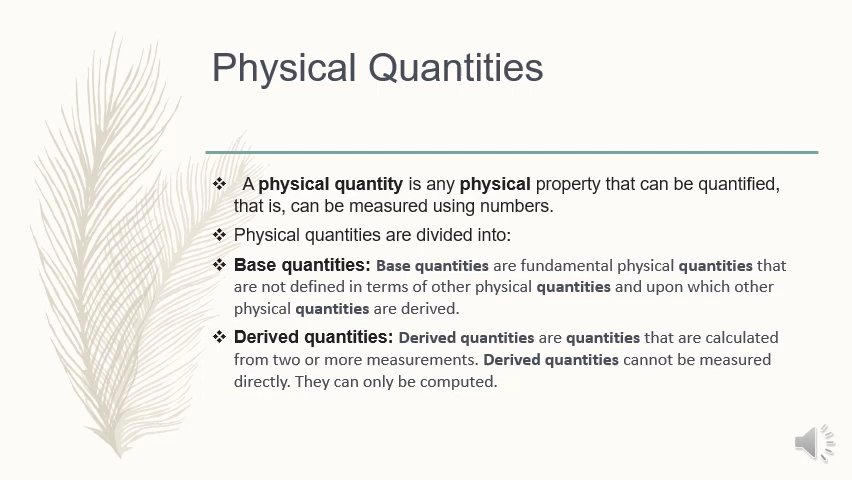 Physical Quantities
❖ A physical quantity is any physical property that can be quantified,
that is, can be measured using numbers.
❖ Physical quantities are divided into:
❖ Base quantities: Base quantities are fundamental physical quantities that
are not defined in terms of other physical quantities and upon which other
physical quantities are derived.
❖ Derived quantities: Derived quantities are quantities that are calculated
from two or more measurements. Derived quantities cannot be measured
directly. They can only be computed.